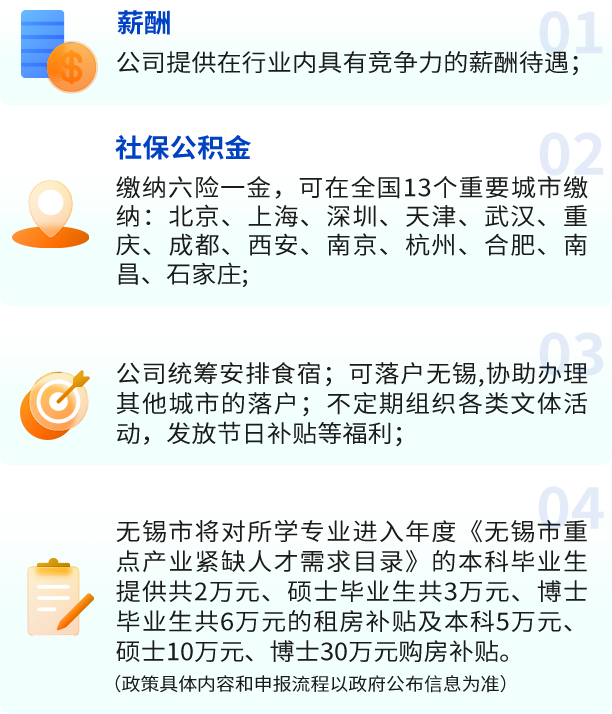 薪酬
01
公司提供在行业内具有竞争力的薪酬待遇；
社保公积金
02
缴纳六险一金，可在全国13个重要城市缴
纳：北京、上海、深圳、天津、武汉、重
庆、成都、西安、南京、杭州、合肥、南
昌、石家庄;
03
公司统筹安排食宿；可落户无锡,协助办理
其他城市的落户；不定期组织各类文体活
动，发放节日补贴等福利；
04
无锡市将对所学专业进入年度《无锡市重
点产业紧缺人才需求目录》的本科毕业生
提供共2万元、硕士毕业生共3万元、博士
毕业生共6万元的租房补贴及本科5万元、
硕士10万元、博士30万元购房补贴。
（政策具体内容和申报流程以政府公布信息为准）